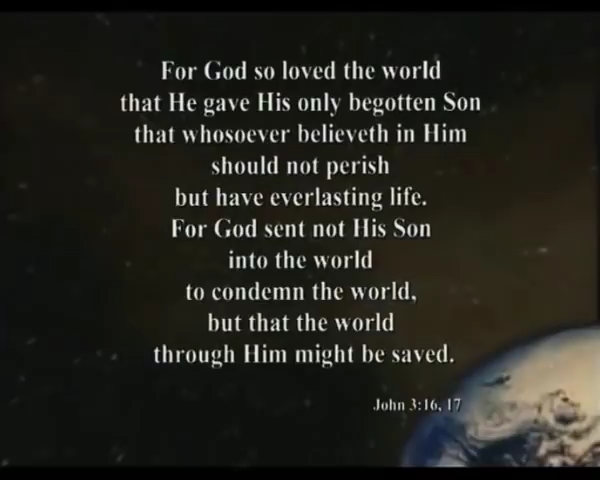 For God so loved the world
that He gave His only begotten Son
that whosoever believeth in Him
should not perish
but have everlasting life.
For God sent not His Son
into the world
to condemn the world,
but that the world
through Him might be saved.
John 3:16, 17